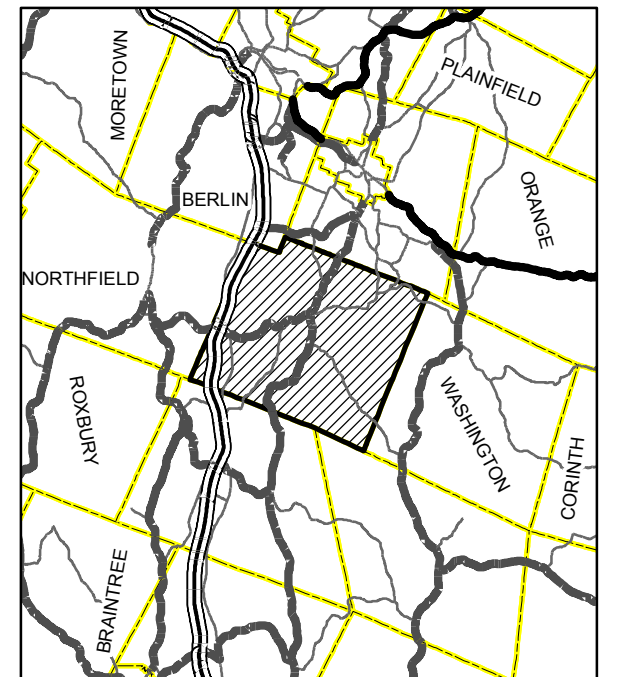 MORETOWN
PLAINFIELD
BERLIN
ORANGE
NORTHFIELD
ROXBURY
WASHINGTON
CORINTH
BRAINTREE